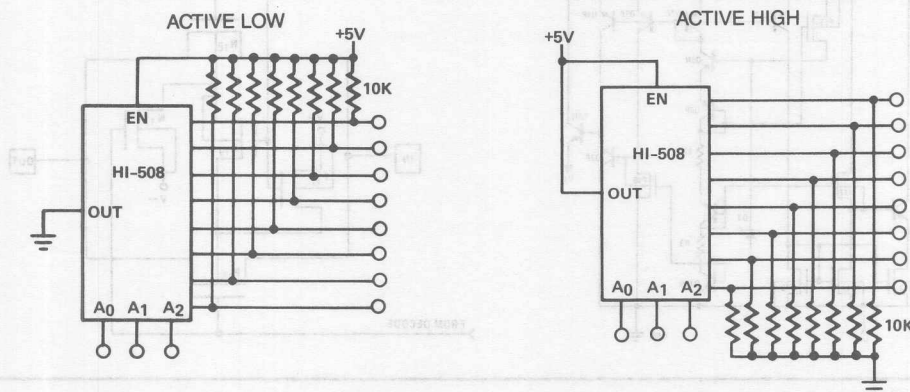 ACTIVE LOW
+5V
10K
EN
HI-508
OUT
A0 A1 A2
ACTIVE HIGH
+5V
EN
HI-508
OUT
A0 A1 A2
10K